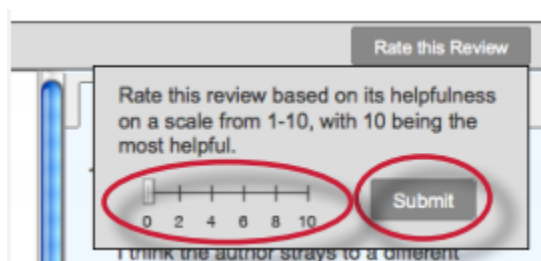 Rate this Review
Rate this review based on its helpfulness
on a scale from 1-10, with 10 being the
most helpful.
0 2 4 6 8 10
Submit
I think the author strays to a different